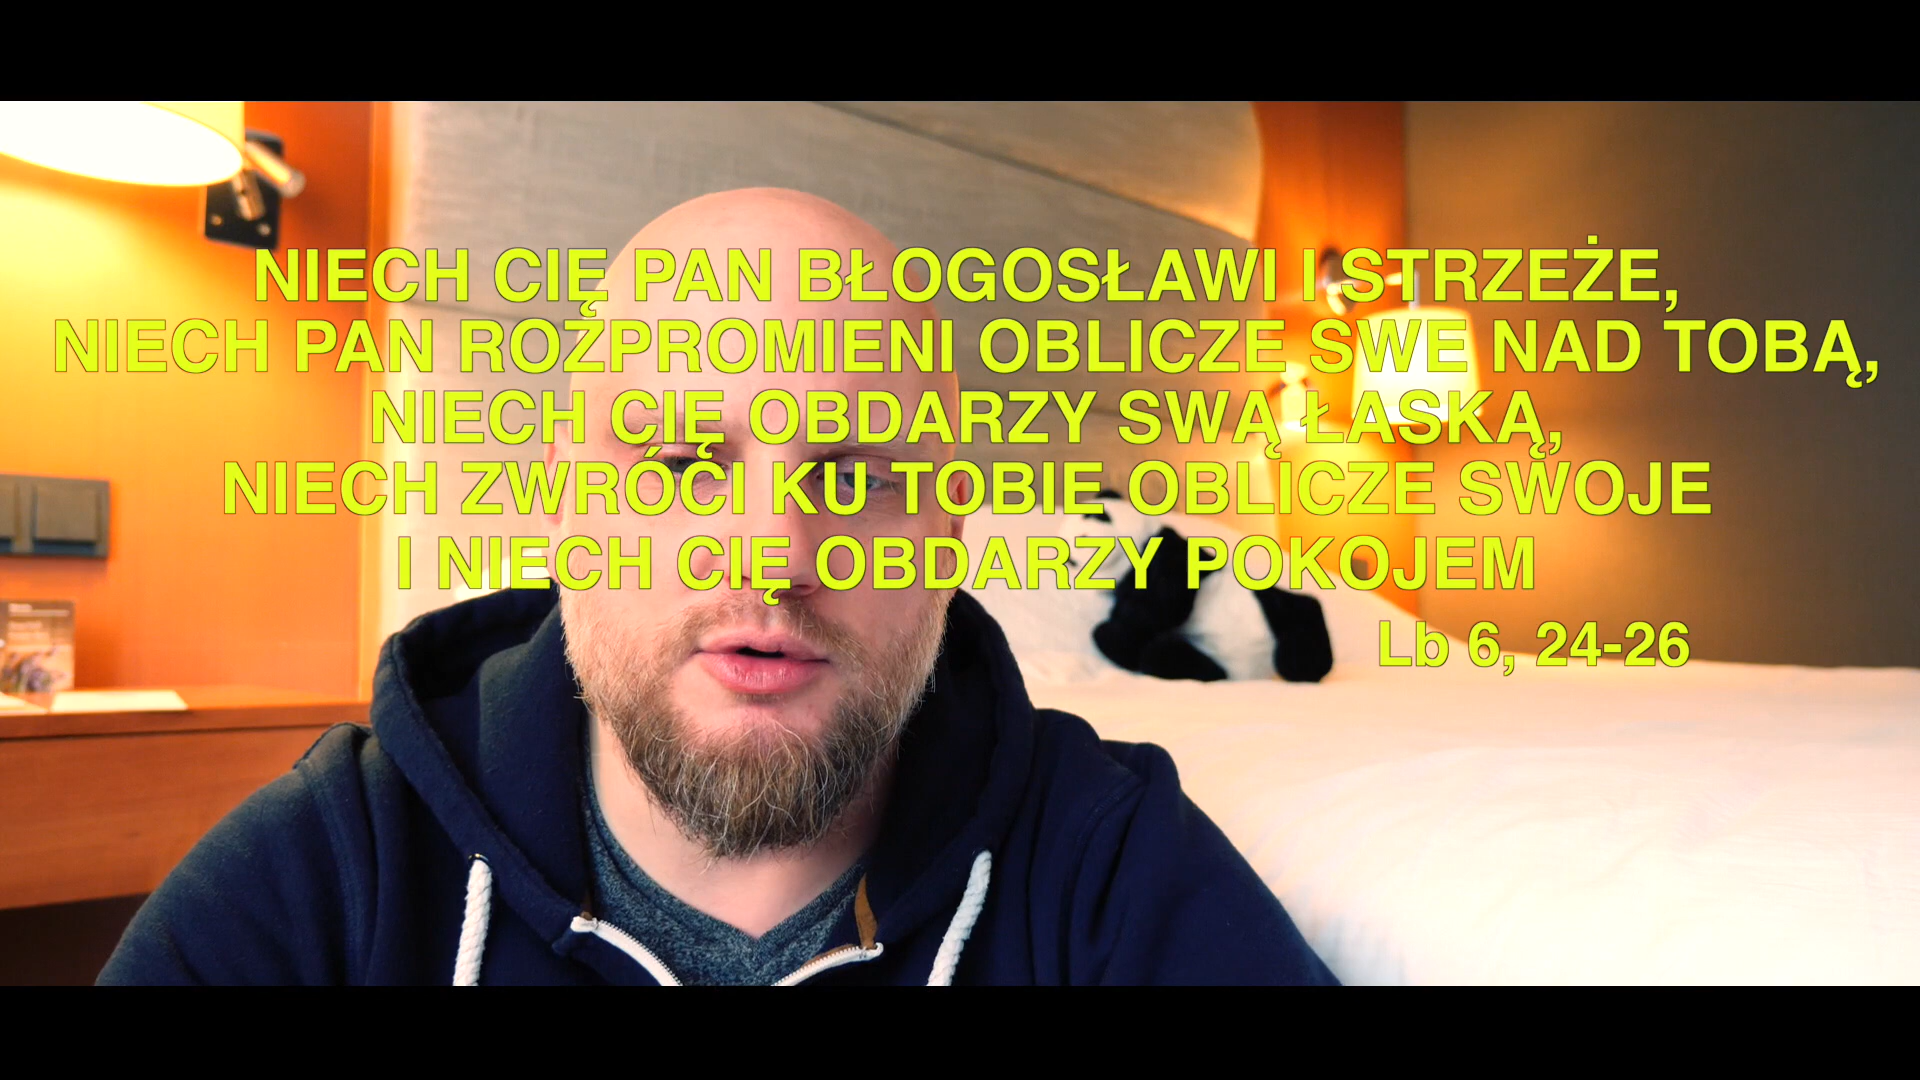 NIECH CIĘ PAN BŁOGOSŁAWI I STRZEŻE,
NIECH PAN ROZPROMIENI OBLICZE SWE NAD TOBĄ,
NIECH CIĘ OBDARZY SWĄ ŁASKĄ,
NIECH ZWRÓCI KU TOBIE OBLICZE SWOJE
I NIECH CIĘ OBDARZY POKOJEM
Lb 6, 24-26